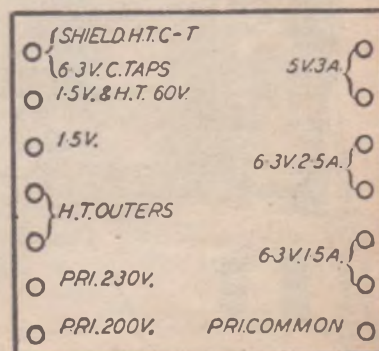 SHIELD.H.T.C-T
6·3V.C.TAPS
1·5V.&H.T. 60V.
5V.3A.
1·5V.
6·3V.2·5A.
H.T.OUTERS
6·3V.1·5A.
PRI.230V.
PRI.200V.
PRI.COMMON